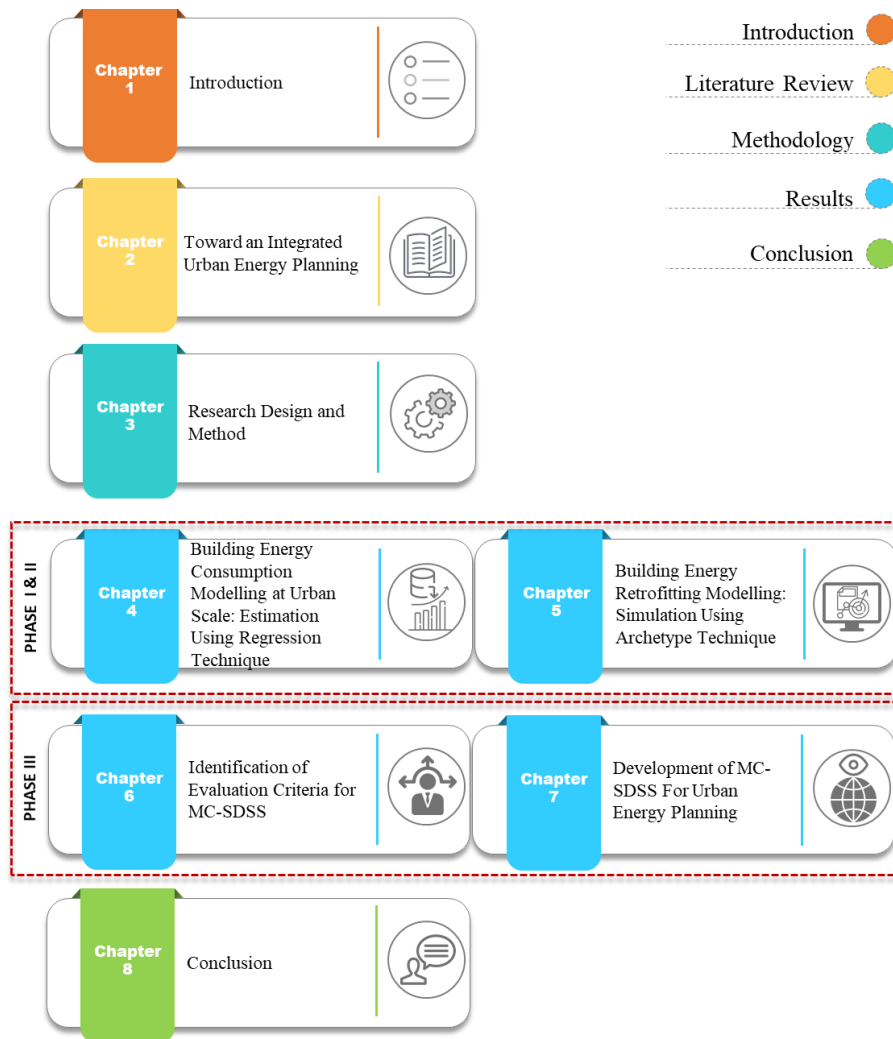 Chapter
1
Introduction
Introduction
Literature Review
Methodology
Results
Conclusion
Chapter
2
Toward an Integrated
Urban Energy Planning
Chapter
3
Research Design and
Method
PHASE I & II
Chapter
4
Building Energy
Consumption
Modelling at Urban
Scale: Estimation
Using Regression
Technique
Chapter
5
Building Energy
Retrofitting Modelling:
Simulation Using
Archetype Technique
PHASE III
Chapter
6
Identification of
Evaluation Criteria for
MC-SDSS
Chapter
7
Development of MC-
SDSS For Urban
Energy Planning
Chapter
8
Conclusion